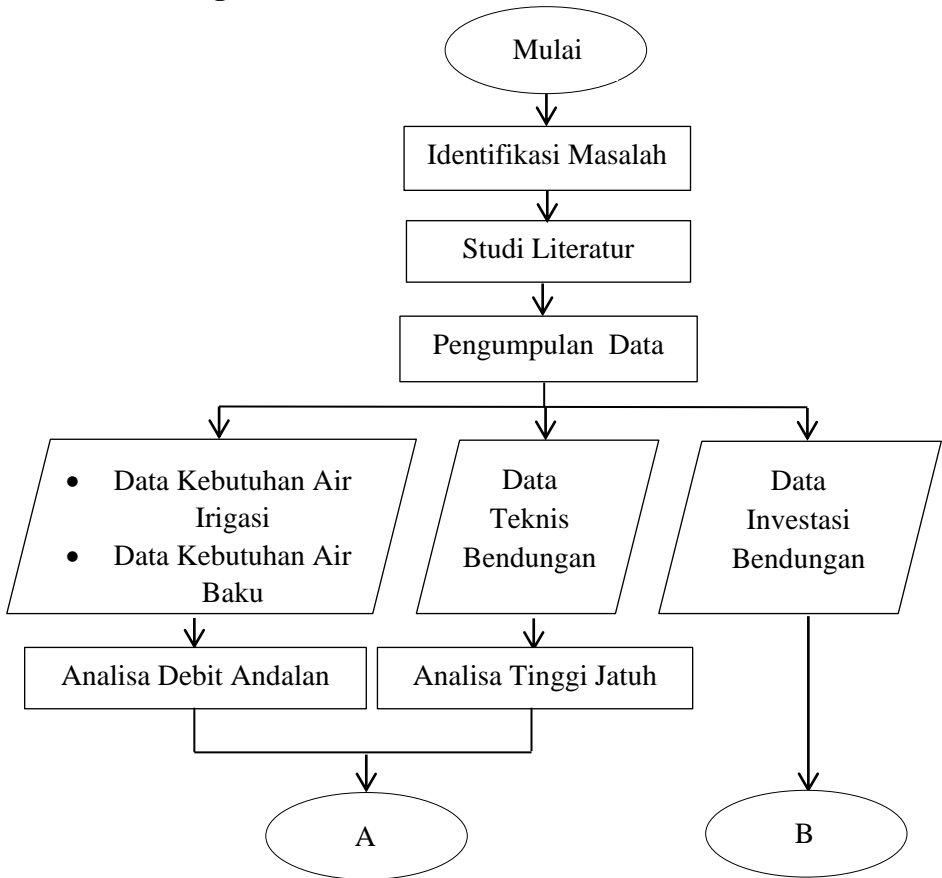 Mulai
Identifikasi Masalah
Studi Literatur
Pengumpulan Data
• Data Kebutuhan Air
Irigasi
• Data Kebutuhan Air
Baku
Data
Teknis
Bendungan
Data
Investasi
Bendungan
Analisa Debit Andalan
Analisa Tinggi Jatuh
A
B